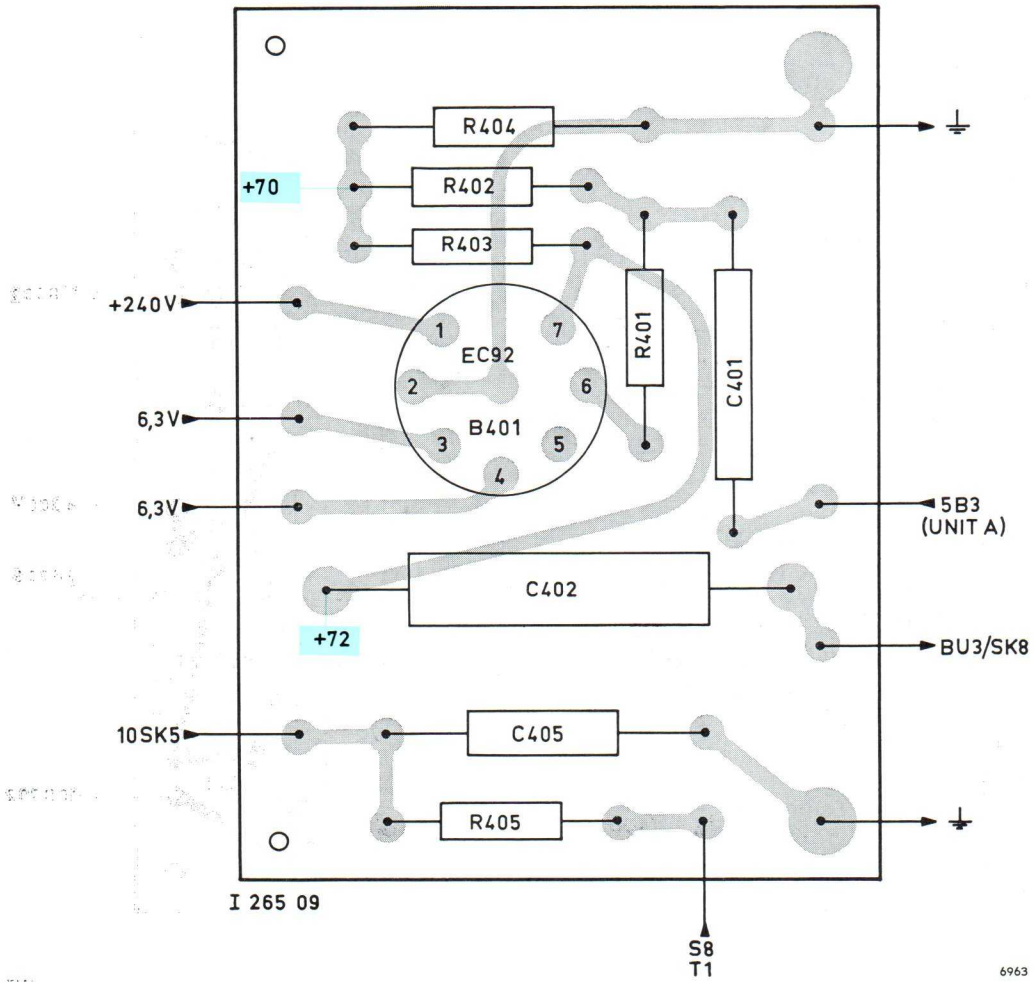 R404
+70
R402
R403
+240V
1
7
EC92
R401
C401
2
6
6,3V
B401
3
5
4
6,3V
5B3
(UNIT A)
C402
+72
BU3/SK8
10SK5
C405
R405
I 265 09
S8
T1
6963